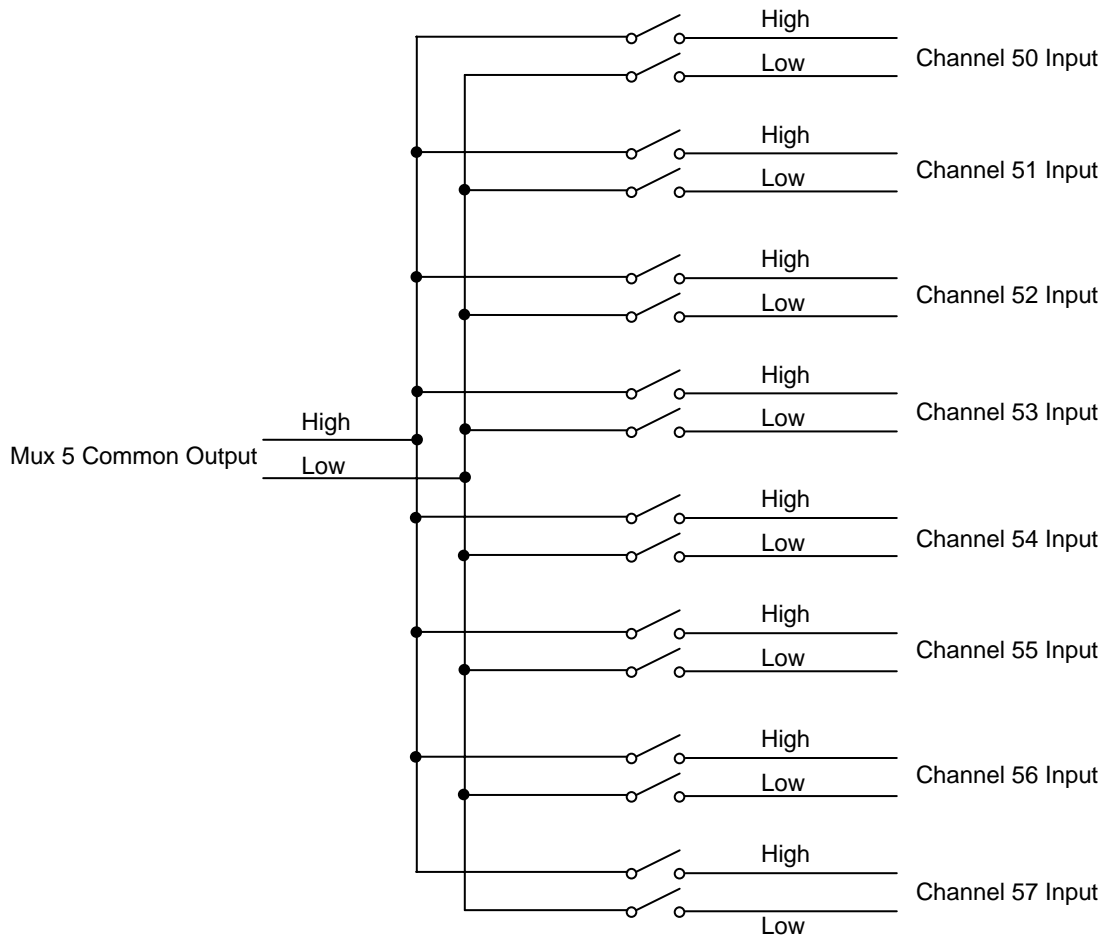 High
Low
Channel 50 Input
High
Low
Channel 51 Input
High
Low
Channel 52 Input
High
Low
Channel 53 Input
Mux 5 Common Output
High
Low
High
Low
Channel 54 Input
High
Low
Channel 55 Input
High
Low
Channel 56 Input
High
Low
Channel 57 Input